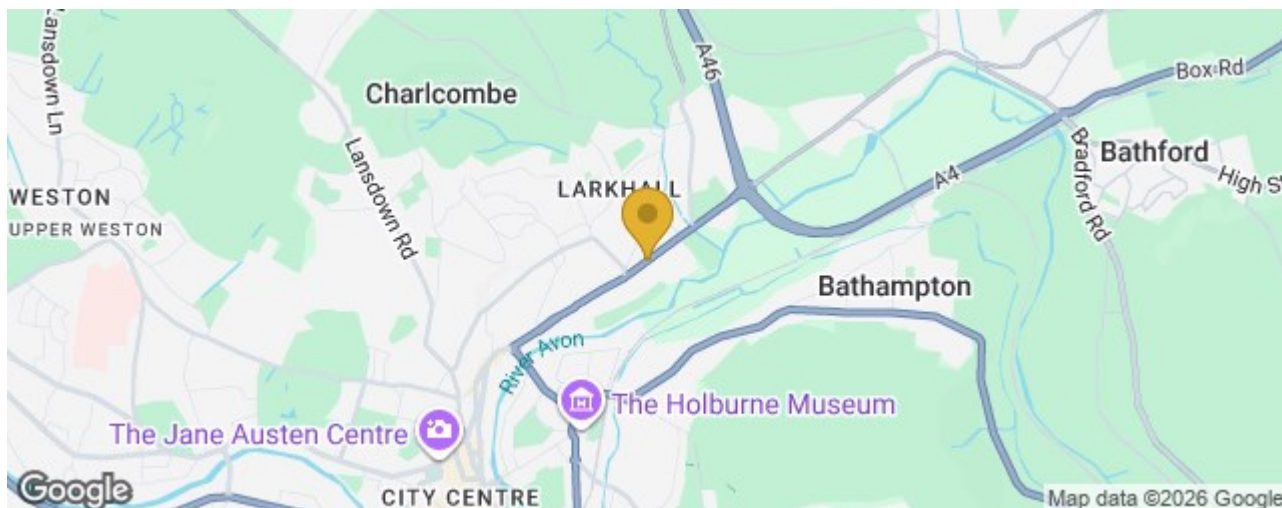 Lansdown Ln
Charlcombe
A46
Box Rd
Lansdown Rd
LARKHALL
Bathford
High St
A4
Bradford Rd
WESTON
UPPER WESTON
Bathampton
River Avon
The Holburne Museum
The Jane Austen Centre
CITY CENTRE
Google
Map data ©2026 Google